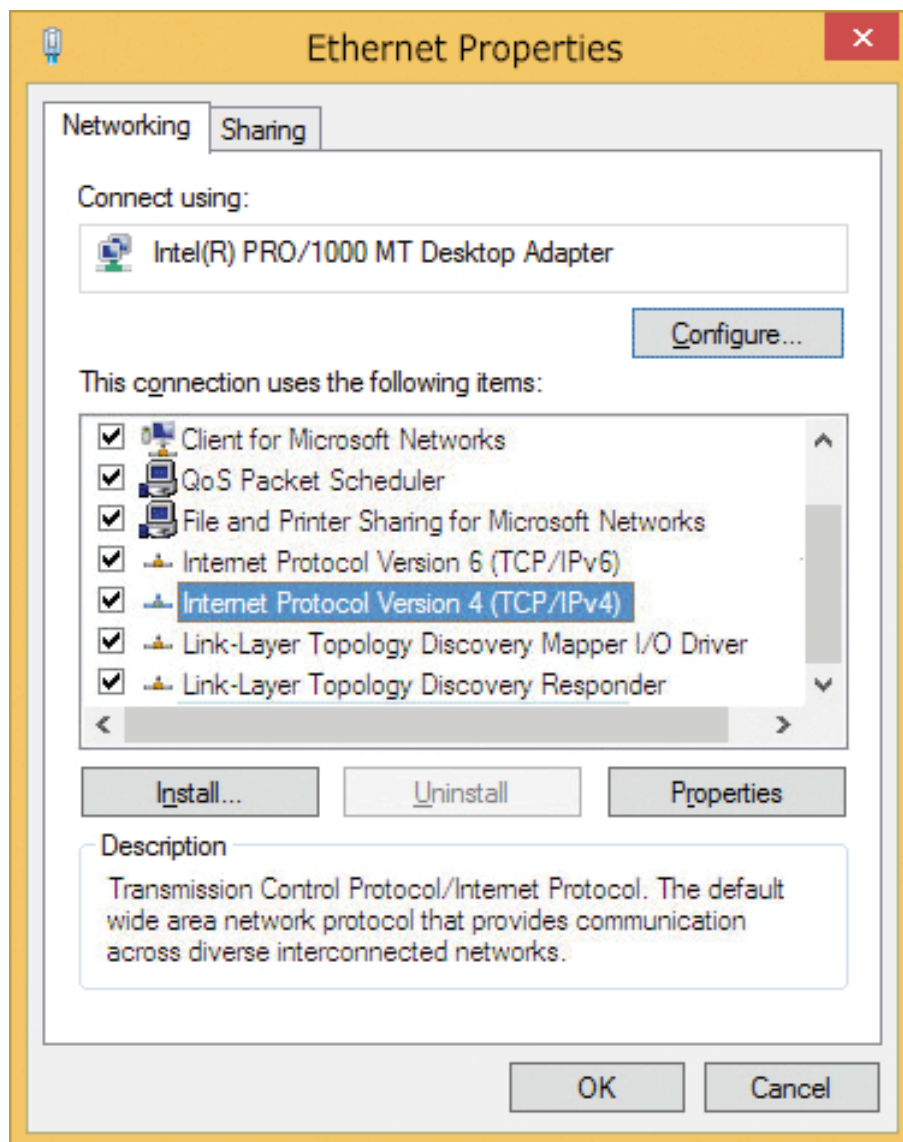 Ethernet Properties
Networking
Sharing
Connect using:
Intel(R) PRO/1000 MT Desktop Adapter
Configure...
This connection uses the following items:
Client for Microsoft Networks
QoS Packet Scheduler
File and Printer Sharing for Microsoft Networks
Internet Protocol Version 6 (TCP/IPv6)
Internet Protocol Version 4 (TCP/IPv4)
Link-Layer Topology Discovery Mapper I/O Driver
Link-Layer Topology Discovery Responder
Install...
Uninstall
Properties
Description
Transmission Control Protocol/Internet Protocol. The default
wide area network protocol that provides communication
across diverse interconnected networks.
OK
Cancel